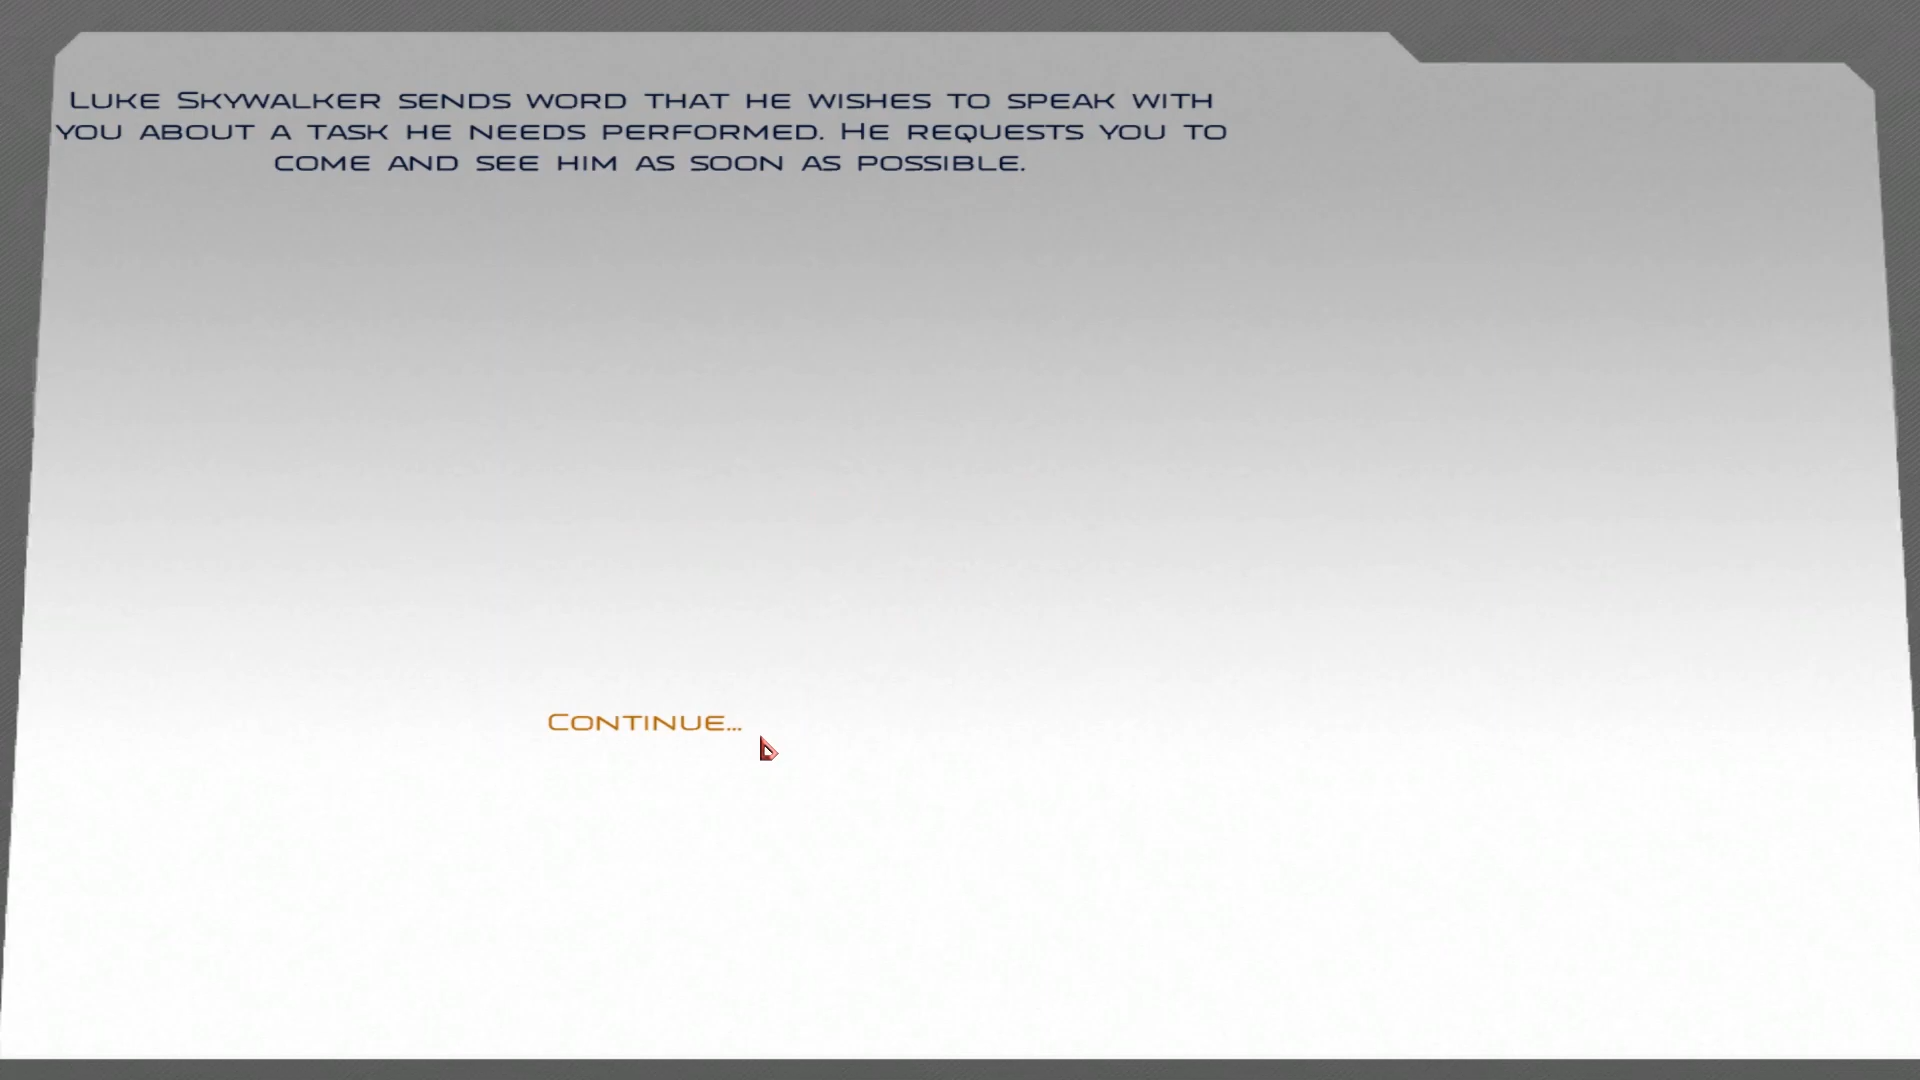 Luke Skywalker sends word that he wishes to speak with
you about a task he needs performed. He requests you to
come and see him as soon as possible.
Continue...